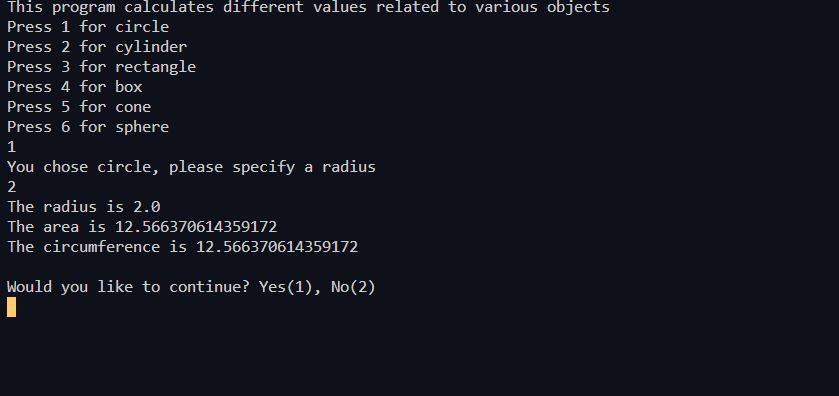 This program calculates different values related to various objects
Press 1 for circle
Press 2 for cylinder
Press 3 for rectangle
Press 4 for box
Press 5 for cone
Press 6 for sphere
1
You chose circle, please specify a radius
2
The radius is 2.0
The area is 12.566370614359172
The circumference is 12.566370614359172
Would you like to continue? Yes(1), No(2)